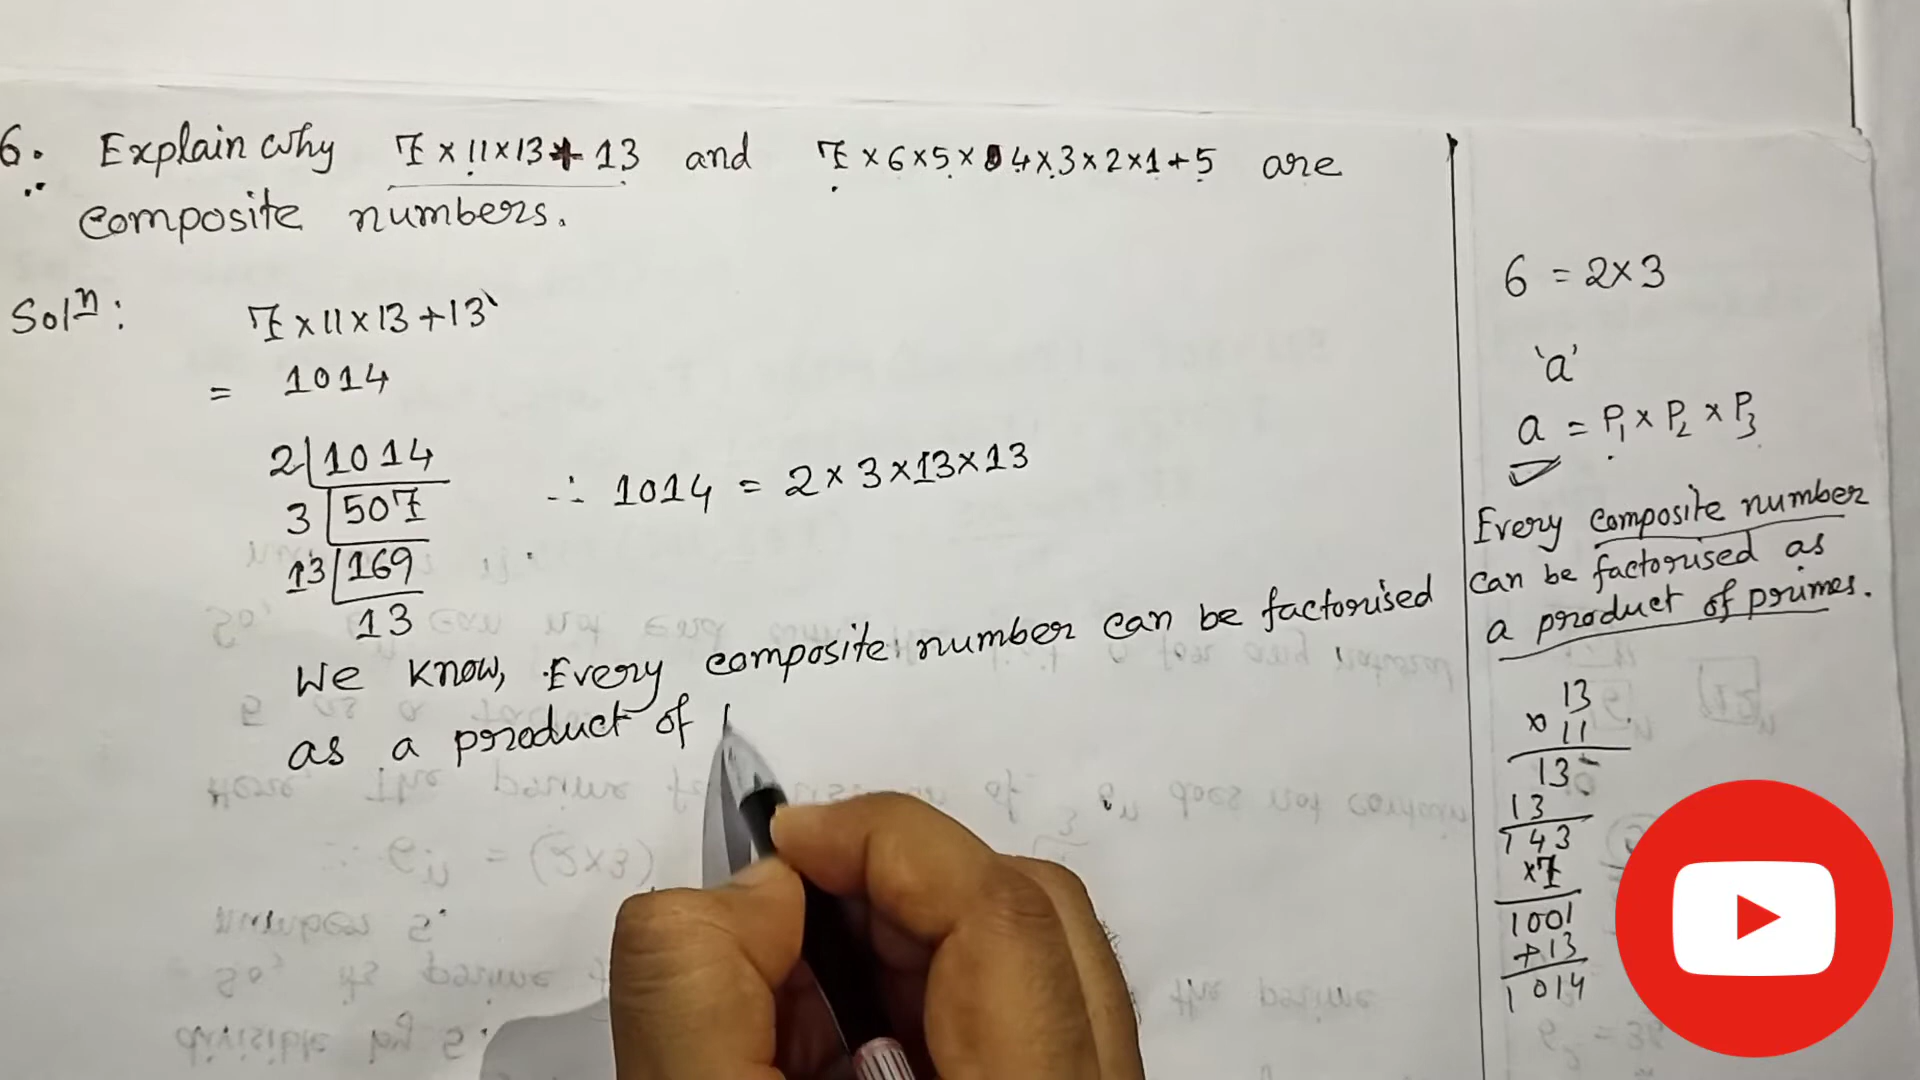 6. Explain why 7×11×13+13 and 7×6×5×4×3×2×1+5 are
composite numbers.
Solⁿ: 7×11×13+13
= 1014
2|1014
3|507
13|169
13
∴ 1014 = 2×3×13×13
We know, Every composite number can be factorised
as a product of
6 = 2×3
'a'
a = P₁×P₂×P₃
Every composite number
can be factorised as
a product of primes.
13
×11
13
13
143
×7
1001
+13
1014